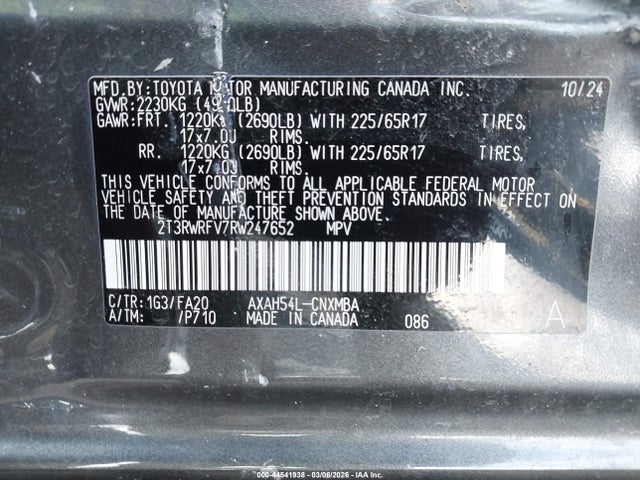 MFD.BY:TOYOTA MOTOR MANUFACTURING CANADA INC. 10/24
GVWR:2230KG (49 0LB)
GAWR:FRT. 1220KG (2690LB) WITH 225/65R17 TIRES,
17x7.0J RIMS.
RR. 1220KG (2690LB) WITH 225/65R17 TIRES,
17x7.0J RIMS.
THIS VEHICLE CONFORMS TO ALL APPLICABLE FEDERAL MOTOR
VEHICLE SAFETY AND THEFT PREVENTION STANDARDS IN EFFECT
ON THE DATE OF MANUFACTURE SHOWN ABOVE.
2T3RWRFV7RW247652 MPV
C/TR:1G3/FA20 AXAH54L-CNXMBA
A/TM: /P710 MADE IN CANADA 086 A
000-44541938 - 03/06/2026 - IAA Inc.